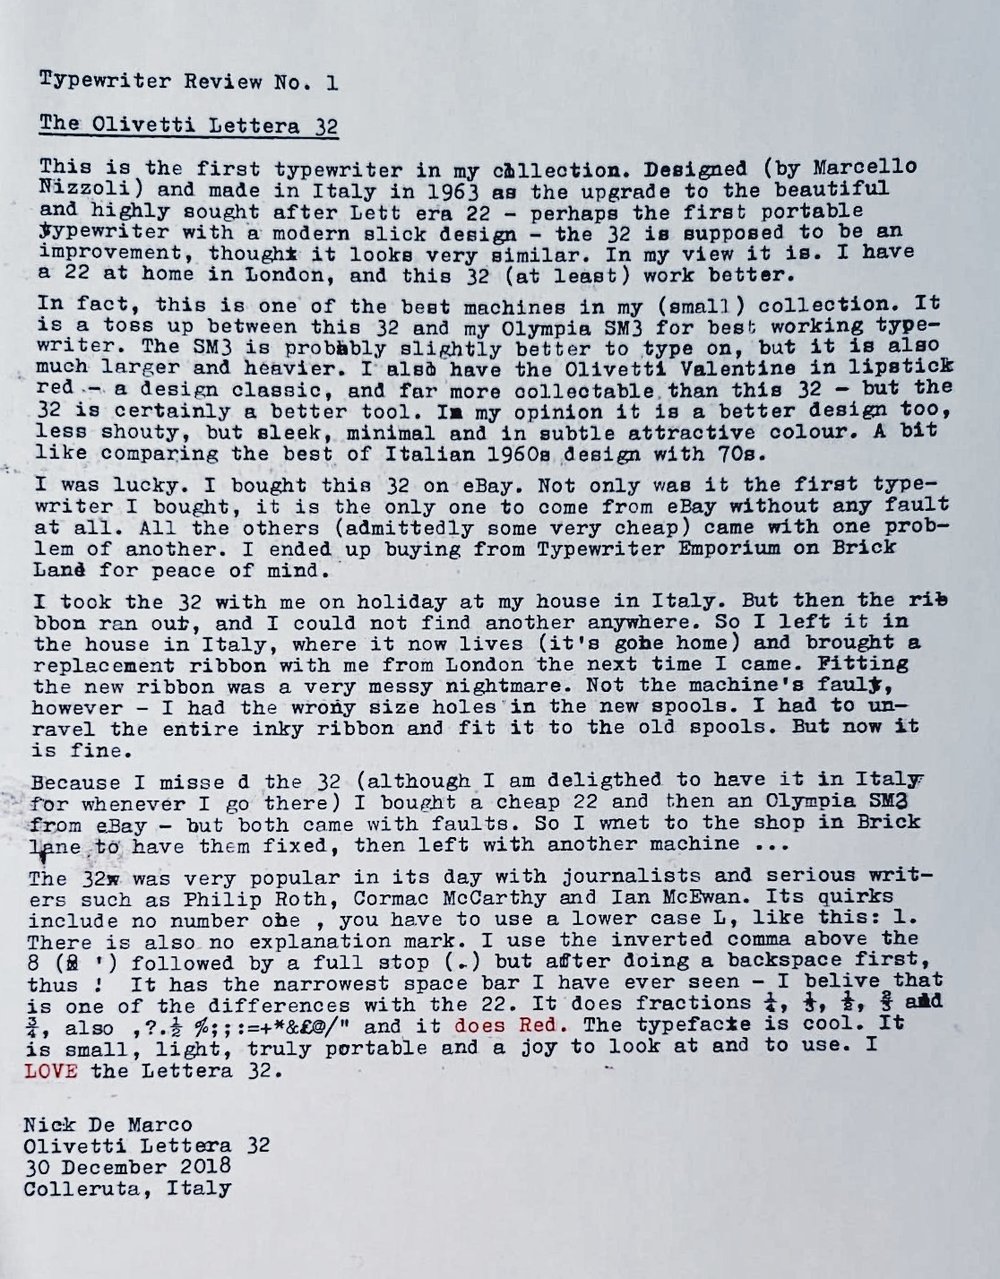 Typewriter Review No. 1
The Olivetti Lettera 32
This is the first typewriter in my collection. Designed (by Marcello
Nizzoli) and made in Italy in 1963 as the upgrade to the beautiful
and highly sought after Lett era 22 - perhaps the first portable
typewriter with a modern slick design - the 32 is supposed to be an
improvement, thought it looks very similar. In my view it is. I have
a 22 at home in London, and this 32 (at least) work better.
In fact, this is one of the best machines in my (small) collection. It
is a toss up between this 32 and my Olympia SM3 for best working type-
writer. The SM3 is probably slightly better to type on, but it is also
much larger and heavier. I also have the Olivetti Valentine in lipstick
red - a design classic, and far more collectable than this 32 - but the
32 is certainly a better tool. In my opinion it is a better design too,
less shouty, but sleek, minimal and in subtle attractive colour. A bit
like comparing the best of Italian 1960s design with 70s.
I was lucky. I bought this 32 on eBay. Not only was it the first type-
writer I bought, it is the only one to come from eBay without any fault
at all. All the others (admittedly some very cheap) came with one prob-
lem of another. I ended up buying from Typewriter Emporium on Brick
Land for peace of mind.
I took the 32 with me on holiday at my house in Italy. But then the rib
bbon ran out, and I could not find another anywhere. So I left it in
the house in Italy, where it now lives (it's gone home) and brought a
replacement ribbon with me from London the next time I came. Fitting
the new ribbon was a very messy nightmare. Not the machine's fault,
however - I had the wrony size holes in the new spools. I had to un-
ravel the entire inky ribbon and fit it to the old spools. But now it
is fine.
Because I misse d the 32 (although I am deligthed to have it in Italy
for whenever I go there) I bought a cheap 22 and then an Olympia SM3
from eBay - but both came with faults. So I wnet to the shop in Brick
lane to have them fixed, then left with another machine ...
The 32 was very popular in its day with journalists and serious writ-
ers such as Philip Roth, Cormac McCarthy and Ian McEwan. Its quirks
include no number one , you have to use a lower case L, like this: l.
There is also no explanation mark. I use the inverted comma above the
8 ( ') followed by a full stop (.) but after doing a backspace first,
thus ! It has the narrowest space bar I have ever seen - I belive that
is one of the differences with the 22. It does fractions ¼, ⅓, ½, ⅔ and
¾, also ,?.½ %;;:=+*&£@/" and it does Red. The typefacte is cool. It
is small, light, truly portable and a joy to look at and to use. I
LOVE the Lettera 32.
Nick De Marco
Olivetti Lettera 32
30 December 2018
Colleruta, Italy